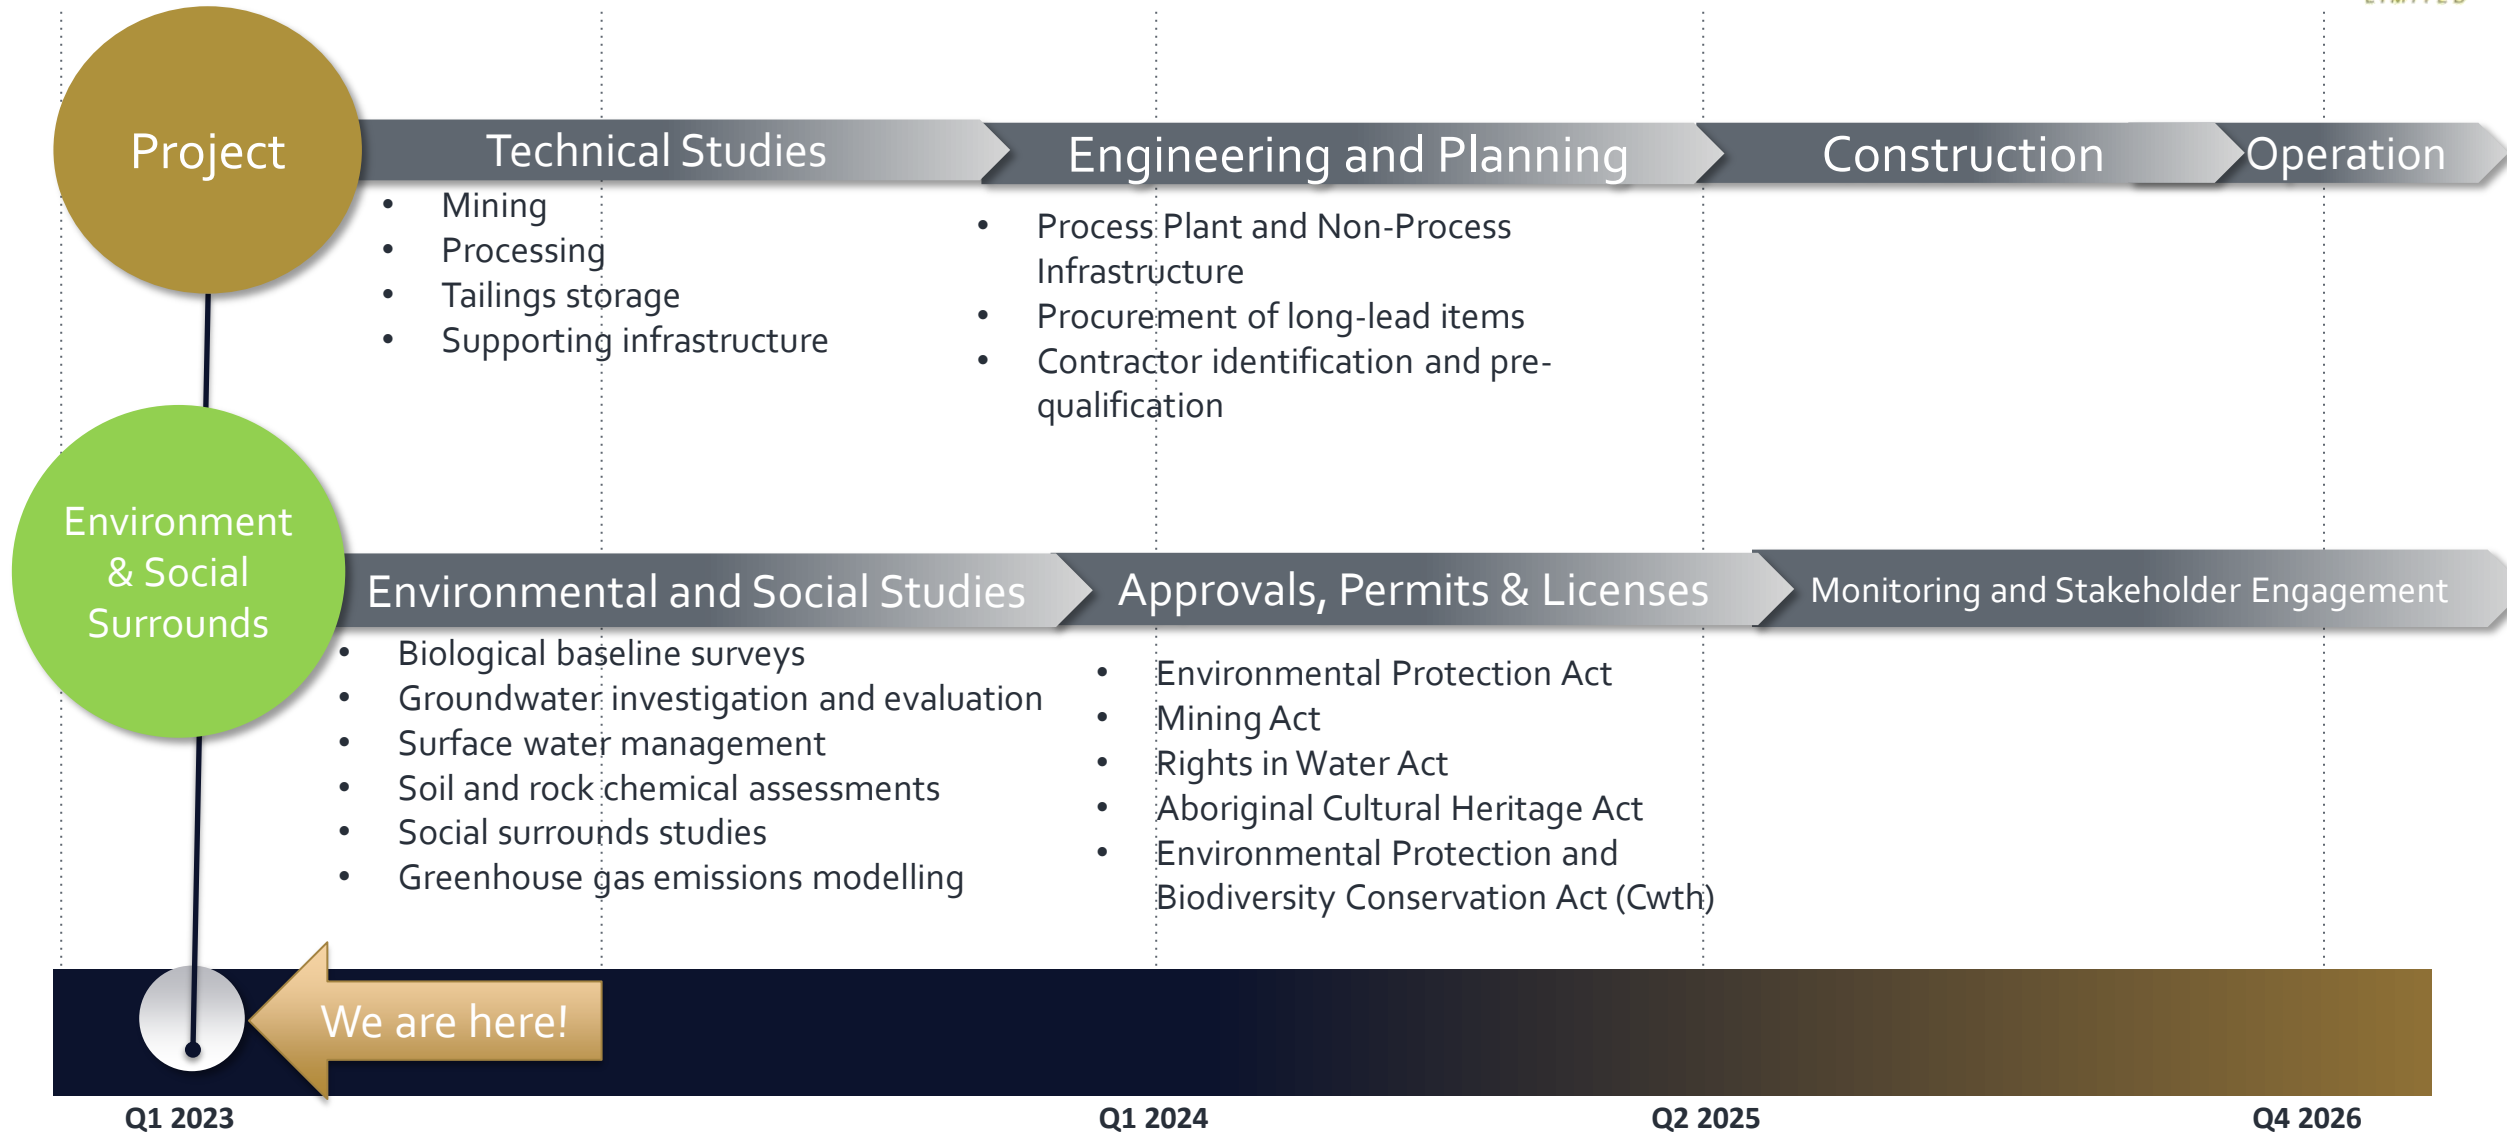 LIMITED
Project
Technical Studies
Engineering and Planning
Construction
Operation
• Mining
• Processing
• Tailings storage
• Supporting infrastructure
• Process Plant and Non-Process
Infrastructure
• Procurement of long-lead items
• Contractor identification and pre-
qualification
Environment
& Social
Surrounds
Environmental and Social Studies
Approvals, Permits & Licenses
Monitoring and Stakeholder Engagement
• Biological baseline surveys
• Groundwater investigation and evaluation
• Surface water management
• Soil and rock chemical assessments
• Social surrounds studies
• Greenhouse gas emissions modelling
• Environmental Protection Act
• Mining Act
• Rights in Water Act
• Aboriginal Cultural Heritage Act
• Environmental Protection and
Biodiversity Conservation Act (Cwth)
We are here!
Q1 2023
Q1 2024
Q2 2025
Q4 2026